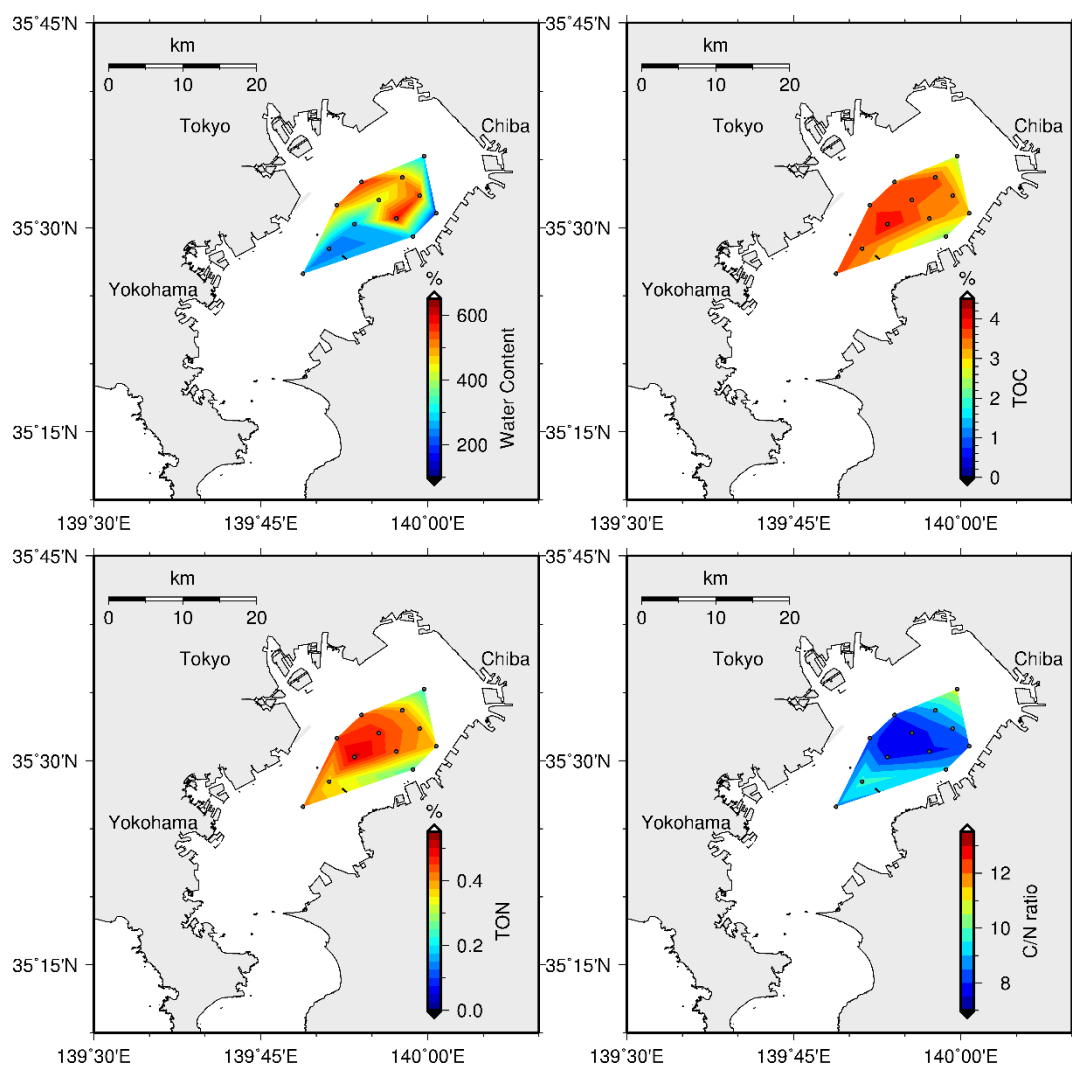 35°45'N
35°30'N
35°15'N
139°30'E 139°45'E 140°00'E
km
0 10 20
Tokyo
Chiba
Yokohama
%
600
400
200
Water Content
35°45'N
35°30'N
35°15'N
139°30'E 139°45'E 140°00'E
km
0 10 20
Tokyo
Chiba
Yokohama
%
4
3
2
1
0
TOC
35°45'N
35°30'N
35°15'N
139°30'E 139°45'E 140°00'E
km
0 10 20
Tokyo
Chiba
Yokohama
%
0.4
0.2
0.0
TON
35°45'N
35°30'N
35°15'N
139°30'E 139°45'E 140°00'E
km
0 10 20
Tokyo
Chiba
Yokohama
12
10
8
C/N ratio